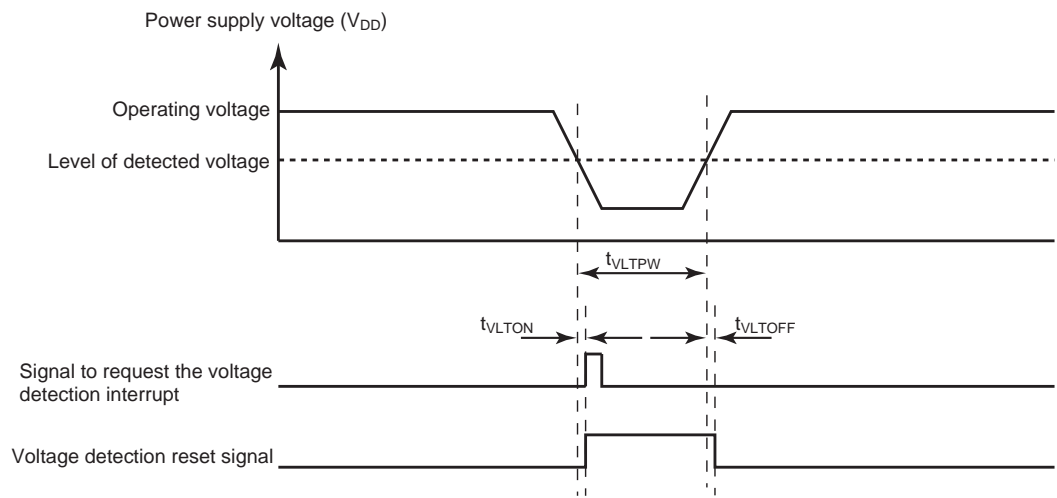 Power supply voltage (VDD)
Operating voltage
Level of detected voltage
tVLTPW
tVLTON
tVLTOFF
Signal to request the voltage
detection interrupt
Voltage detection reset signal